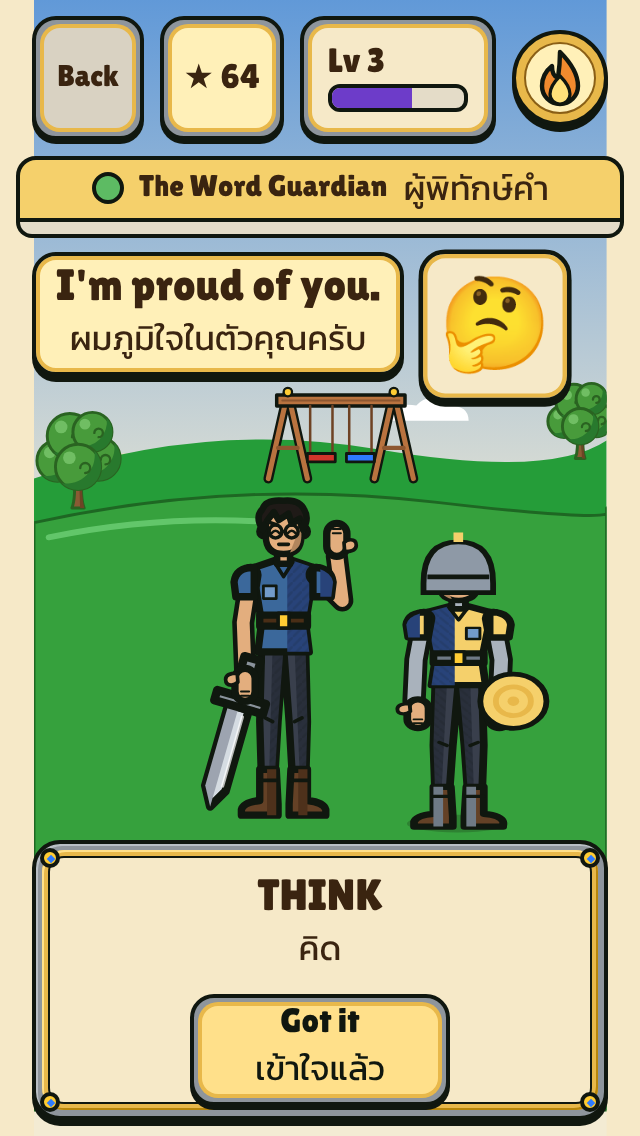 Back
★ 64
Lv 3
The Word Guardian ผู้พิทักษ์คำ
I'm proud of you.
ผมภูมิใจในตัวคุณครับ
THINK
คิด
Got it
เข้าใจแล้ว